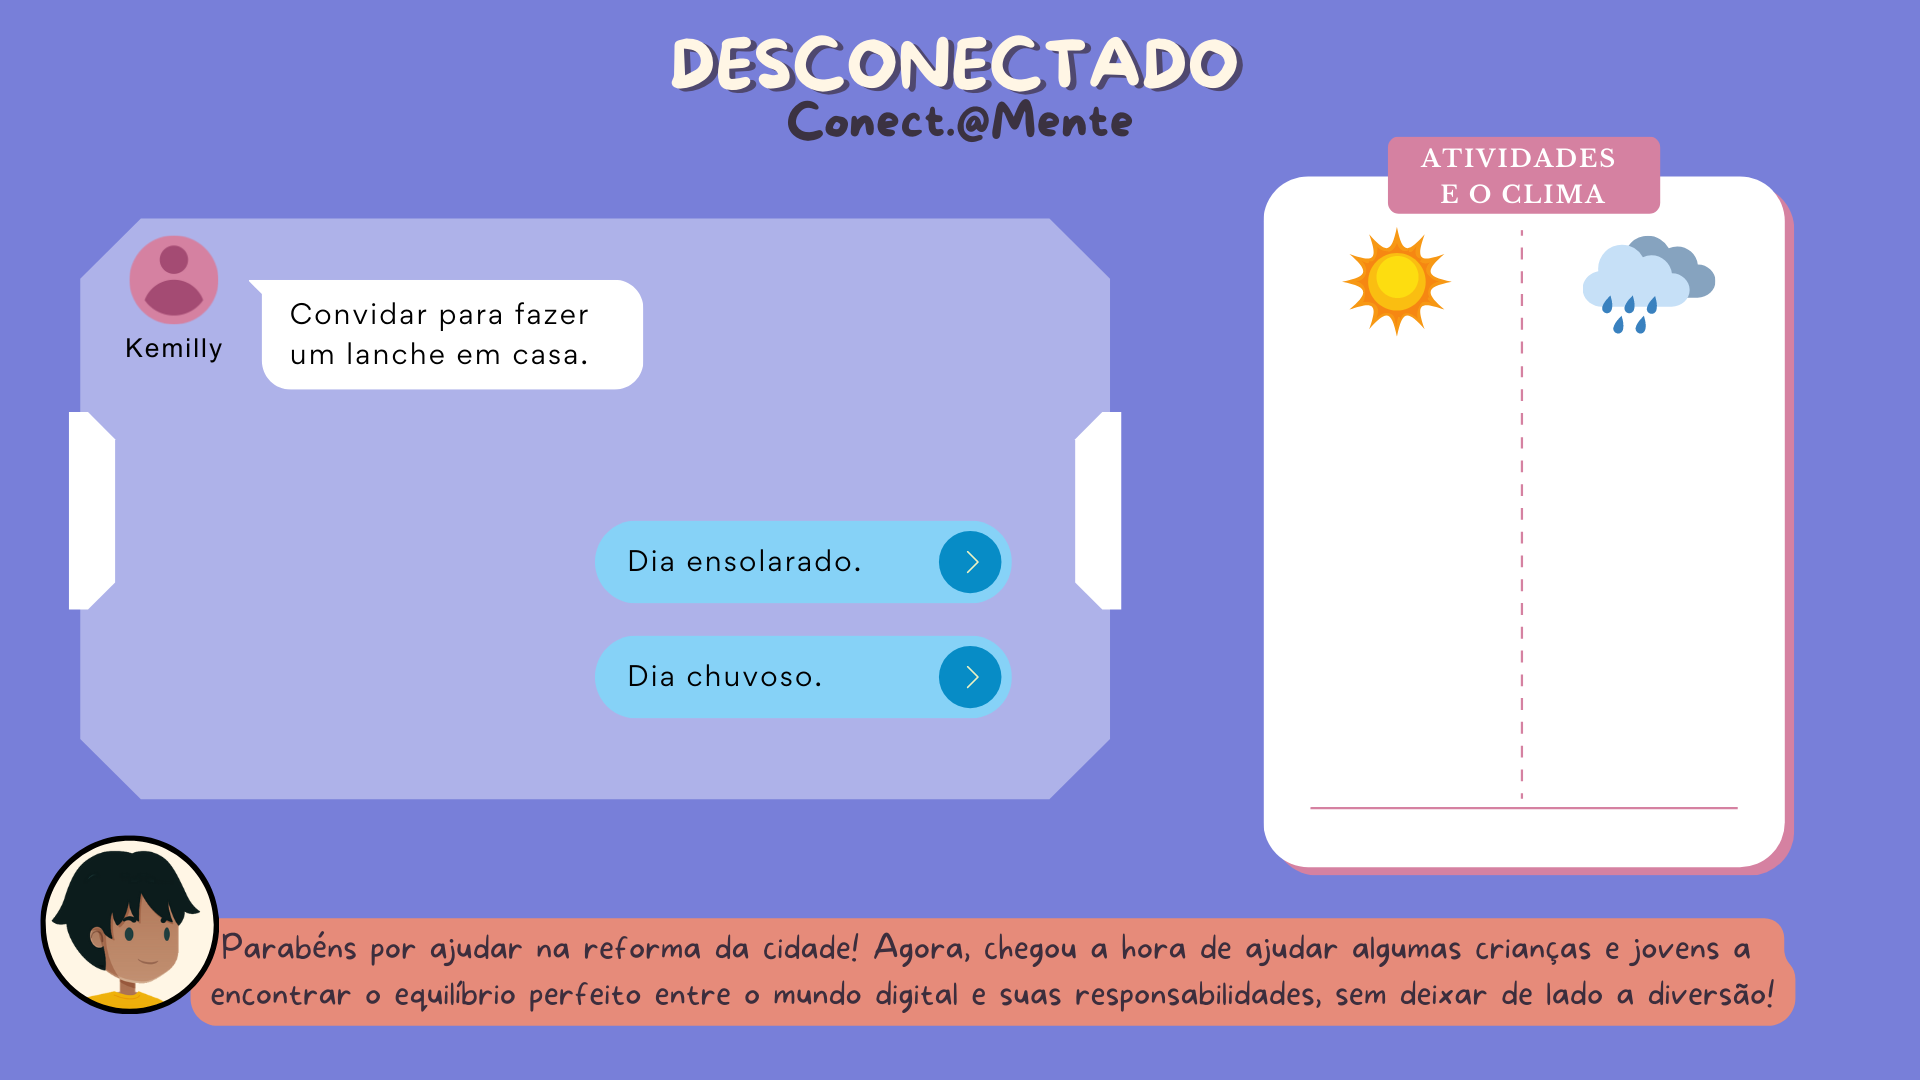 DESCONECTADO
Conect.@Mente
ATIVIDADES
E O CLIMA
Kemilly
Convidar para fazer
um lanche em casa.
Dia ensolarado.
Dia chuvoso.
Parabéns por ajudar na reforma da cidade! Agora, chegou a hora de ajudar algumas crianças e jovens a
encontrar o equilíbrio perfeito entre o mundo digital e suas responsabilidades, sem deixar de lado a diversão!